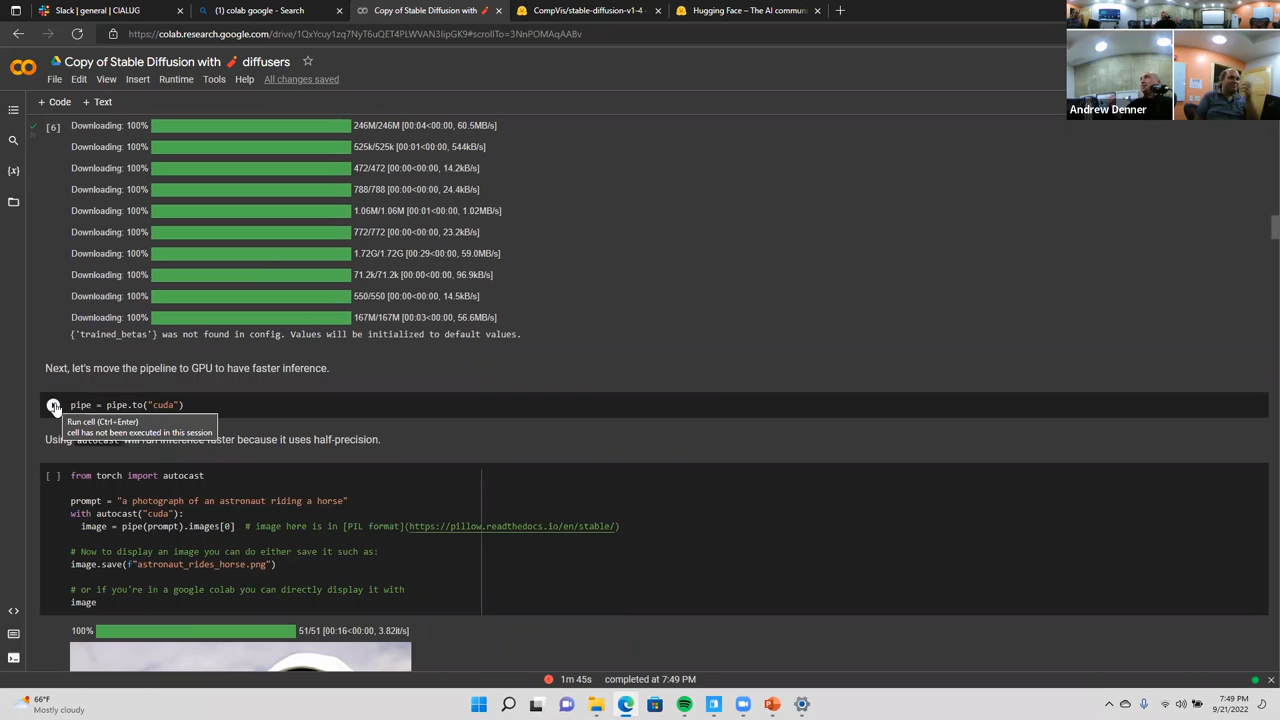 Slack | general | CIALUG
colab google - Search
Copy of Stable Diffusion with
CompVis/stable-diffusion-v1-4
Hugging Face – The AI commun
https://colab.research.google.com/drive/
Copy of Stable Diffusion with diffusers
File Edit View Insert Runtime Tools Help All changes saved
Andrew Denner
+ Code + Text
[6]
Downloading: 100% 246M/246M [00:04<00:00, 60.5MB/s]
Downloading: 100% 525k/525k [00:01<00:00, 544kB/s]
Downloading: 100% 472/472 [00:00<00:00, 14.2kB/s]
Downloading: 100% 788/788 [00:00<00:00, 24.4kB/s]
Downloading: 100% 1.06M/1.06M [00:01<00:00, 1.02MB/s]
Downloading: 100% 772/772 [00:00<00:00, 23.2kB/s]
Downloading: 100% 1.72G/1.72G [00:29<00:00, 59.0MB/s]
Downloading: 100% 71.2k/71.2k [00:00<00:00, 96.9kB/s]
Downloading: 100% 550/550 [00:00<00:00, 14.5kB/s]
Downloading: 100% 167M/167M [00:03<00:00, 56.6MB/s]
{'trained_betas'} was not found in config. Values will be initialized to default values.
Next, let's move the pipeline to GPU to have faster inference.
pipe = pipe.to("cuda")
Run cell (Ctrl+Enter)
cell has not been executed in this session
Using autocast will run inference faster because it uses half-precision.
[ ] from torch import autocast
prompt = "a photograph of an astronaut riding a horse"
with autocast("cuda"):
image = pipe(prompt).images[0] # image here is in [PIL format](https://pillow.readthedocs.io/en/stable/)
# Now to display an image you can do either save it such as:
image.save(f"astronaut_rides_horse.png")
# or if you're in a google colab you can directly display it with
image
100% 51/51 [00:16<00:00, 3.82it/s]
1m 45s completed at 7:49 PM
66°F
Mostly cloudy
7:49 PM
9/21/2022